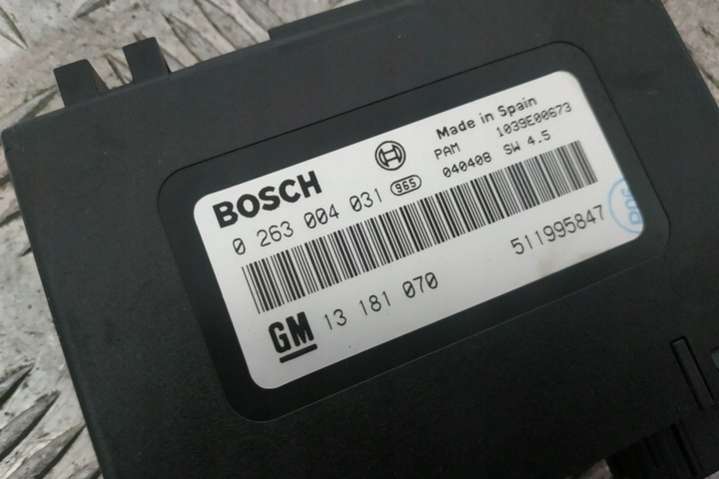 BOSCH
Made in Spain
PAM 1039E00673
040408 SW 4.5
0 263 004 031 965
511995847
GM 13 181 070